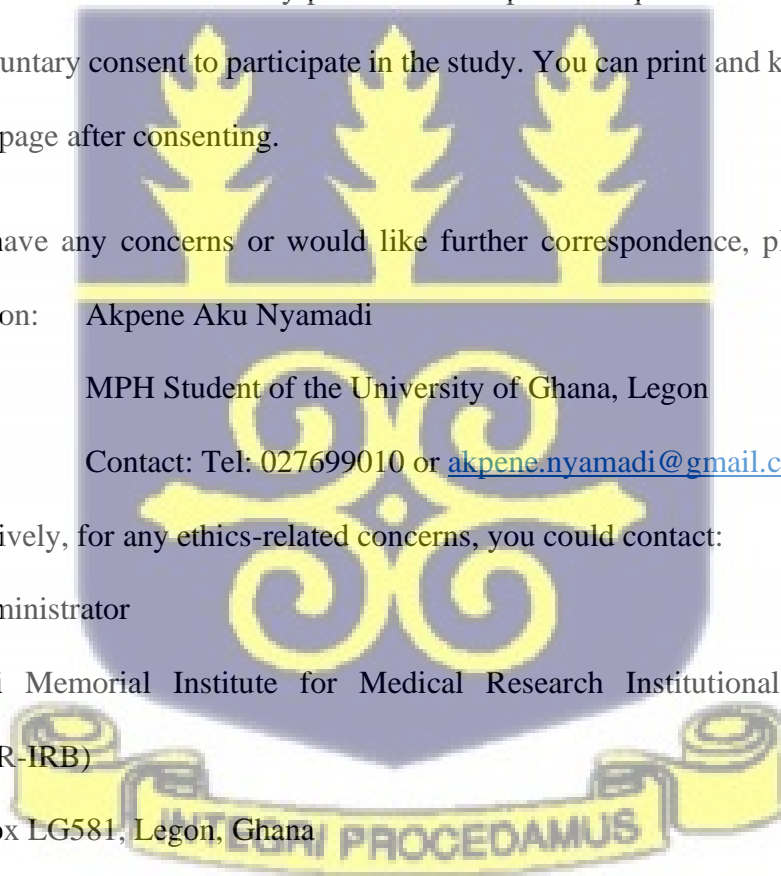 untary consent to participate in the study. You can print and k
page after consenting.
have any concerns or would like further correspondence, pl
on: Akpene Aku Nyamadi
MPH Student of the University of Ghana, Legon
Contact: Tel: 027699010 or akpene.nyamadi@gmail.c
ively, for any ethics-related concerns, you could contact:
ministrator
i Memorial Institute for Medical Research Institutional
R-IRB)
ox LG581, Legon, Ghana
INTEGRI PROCEDAMUS